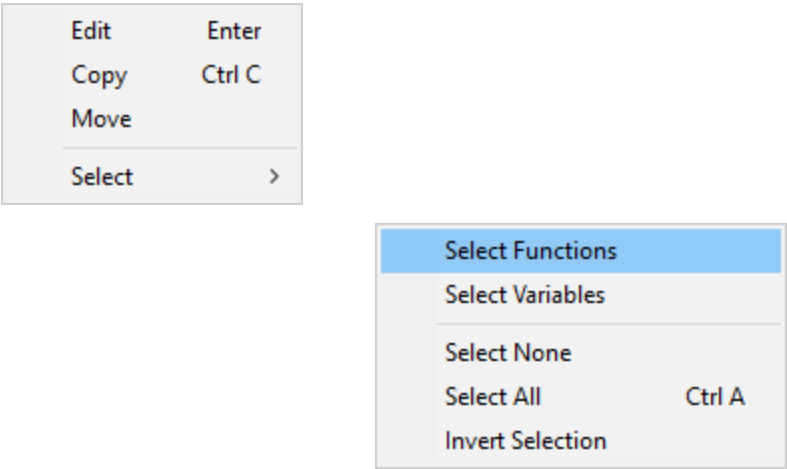 Edit Enter
Copy Ctrl C
Move
Select >
Select Functions
Select Variables
Select None
Select All Ctrl A
Invert Selection